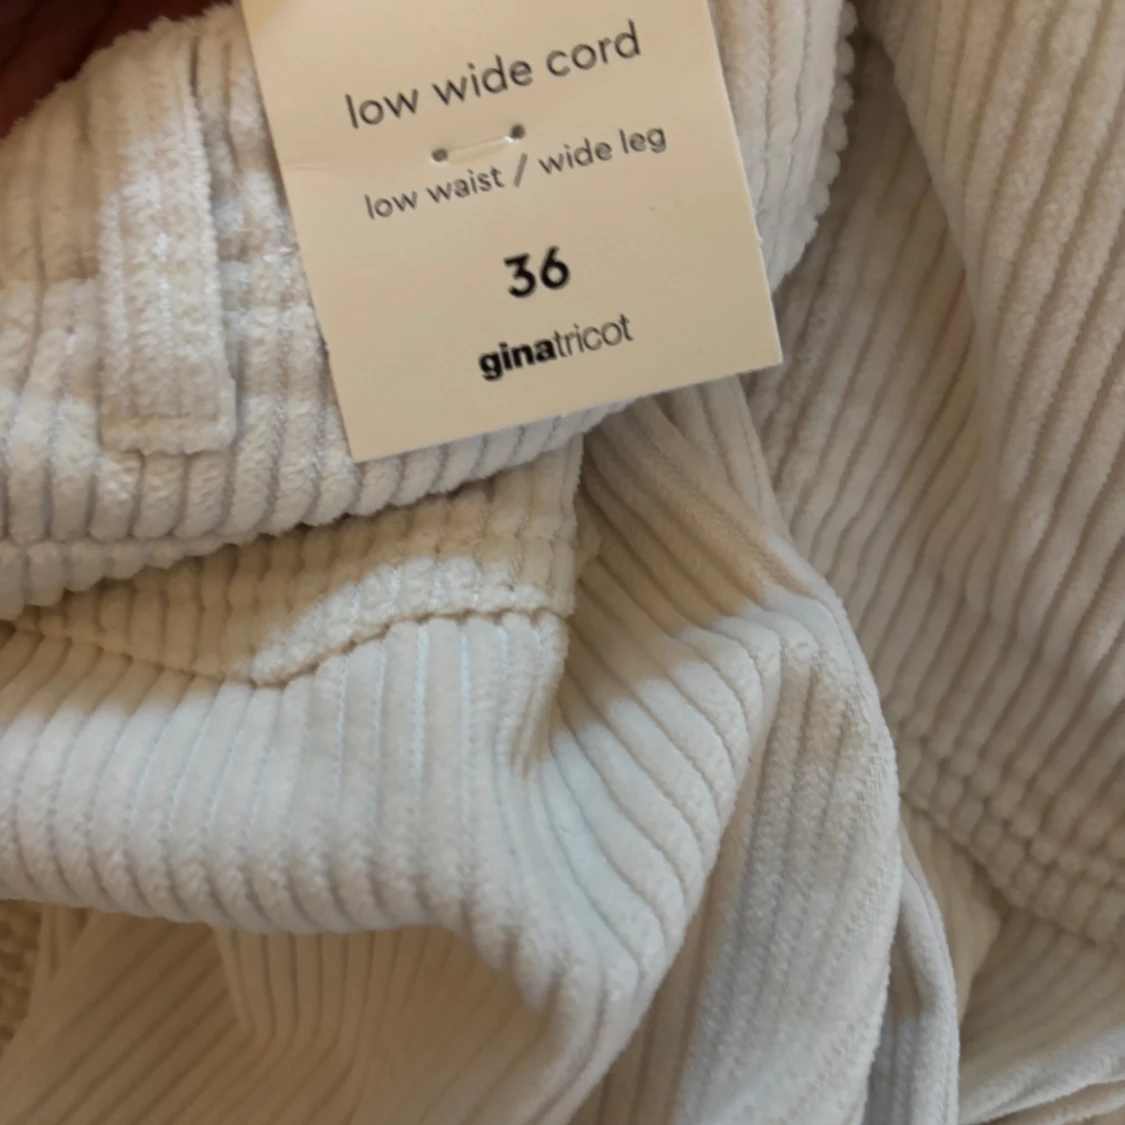 low wide cord
low waist / wide leg
36
ginatricot